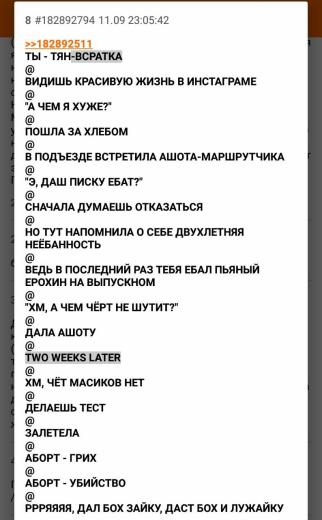 8 #182892794 11.09 23:05:42
>>182892511
ТЫ - ТЯН-ВСРАТКА
@
ВИДИШЬ КРАСИВУЮ ЖИЗНЬ В ИНСТАГРАМЕ
@
"А ЧЕМ Я ХУЖЕ?"
@
ПОШЛА ЗА ХЛЕБОМ
@
В ПОДЪЕЗДЕ ВСТРЕТИЛА АШОТА-МАРШРУТЧИКА
@
"Э, ДАШ ПИСКУ ЕБАТ?"
@
СНАЧАЛА ДУМАЕШЬ ОТКАЗАТЬСЯ
@
НО ТУТ НАПОМНИЛА О СЕБЕ ДВУХЛЕТНЯЯ
НЕЁБАННОСТЬ
@
ВЕДЬ В ПОСЛЕДНИЙ РАЗ ТЕБЯ ЕБАЛ ПЬЯНЫЙ
ЕРОХИН НА ВЫПУСКНОМ
@
"ХМ, А ЧЕМ ЧЁРТ НЕ ШУТИТ?"
@
ДАЛА АШОТУ
@
TWO WEEKS LATER
@
ХМ, ЧЁТ МАСИКОВ НЕТ
@
ДЕЛАЕШЬ ТЕСТ
@
ЗАЛЕТЕЛА
@
АБОРТ - ГРИХ
@
АБОРТ - УБИЙСТВО
@
РРРЯЯЯЯ, ДАЛ БОХ ЗАЙКУ, ДАСТ БОХ И ЛУЖАЙКУ